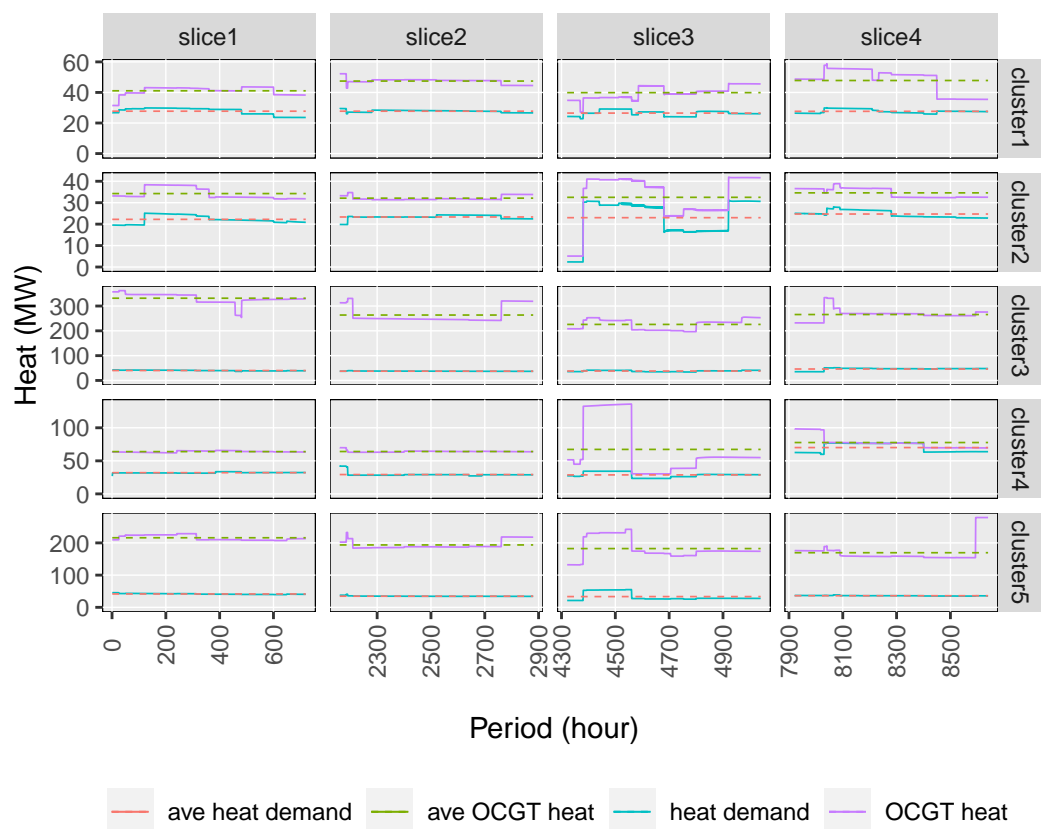 slice1
slice2
slice3
slice4
60
40
20
0
cluster1
40
30
20
10
0
cluster2
300
200
100
0
cluster3
100
50
0
cluster4
200
100
0
cluster5
Heat (MW)
0
200
400
600
2300
2500
2700
2900
4300
4500
4700
4900
7900
8100
8300
8500
Period (hour)
ave heat demand
ave OCGT heat
heat demand
OCGT heat